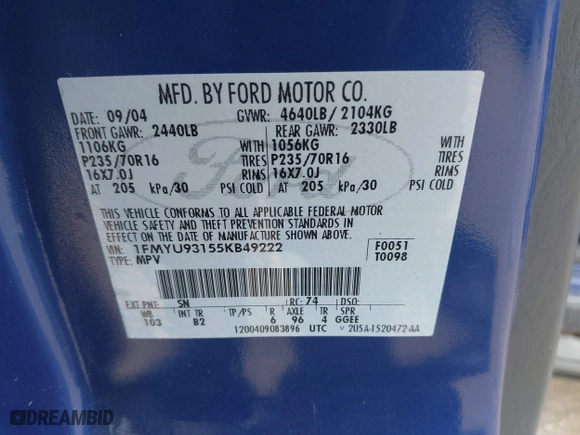 MFD. BY FORD MOTOR CO.
DATE: 09/04 GVWR: 4640LB/ 2104KG
FRONT GAWR: 2440LB REAR GAWR: 2330LB
1106KG WITH 1056KG WITH
P235/70R16 TIRES P235/70R16 TIRES
16X7.0J RIMS 16X7.0J RIMS
AT 205 kPa/30 PSI COLD AT 205 kPa/30 PSI COLD
Ford
THIS VEHICLE CONFORMS TO ALL APPLICABLE FEDERAL MOTOR
VEHICLE SAFETY AND THEFT PREVENTION STANDARDS IN
EFFECT ON THE DATE OF MANUFACTURE SHOWN ABOVE.
VIN: 1FMYU93155KB49222 F0051
TYPE: MPV T0098
EXT PNT: SN RC: 74 DSO:
WB INT TR TP/PS R AXLE TR SPR
103 B2 6 96 4 GGEE
1200409083896 UTC 2U5A-1520472-AA
DREAMBID